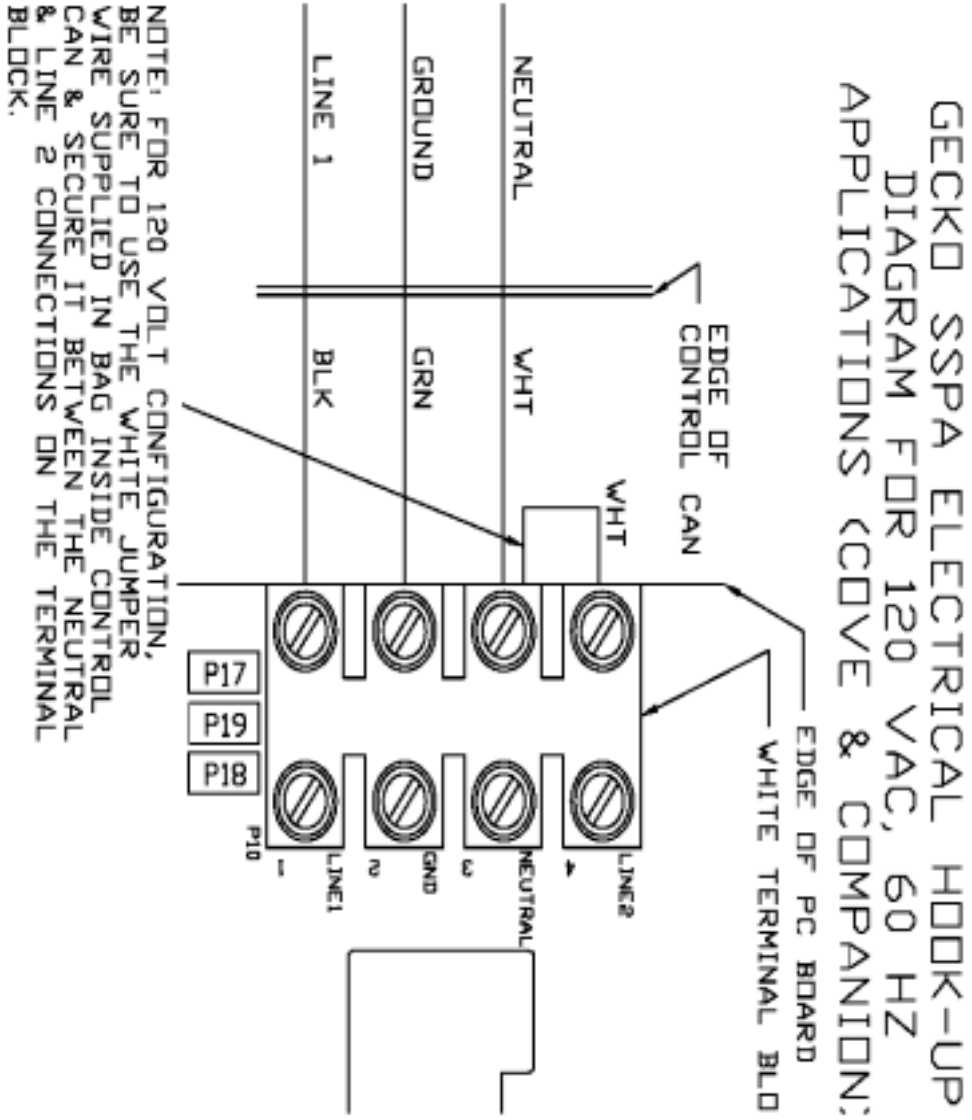 GECKO SSPA ELECTRICAL HOOK-UP
DIAGRAM FOR 120 VAC, 60 HZ
APPLICATIONS (COVE & COMPANION)
EDGE OF PC BOARD
WHITE TERMINAL BLO
EDGE OF
CONTROL CAN
WHT
NEUTRAL
WHT
GROUND
GRN
LINE 1
BLK
LINE2
4
NEUTRAL
3
GND
2
LINE1
1
P10
P17
P19
P18
NOTE: FOR 120 VOLT CONFIGURATION,
BE SURE TO USE THE WHITE JUMPER
WIRE SUPPLIED IN BAG INSIDE CONTROL
CAN & SECURE IT BETWEEN THE NEUTRAL
& LINE 2 CONNECTIONS ON THE TERMINAL
BLOCK.